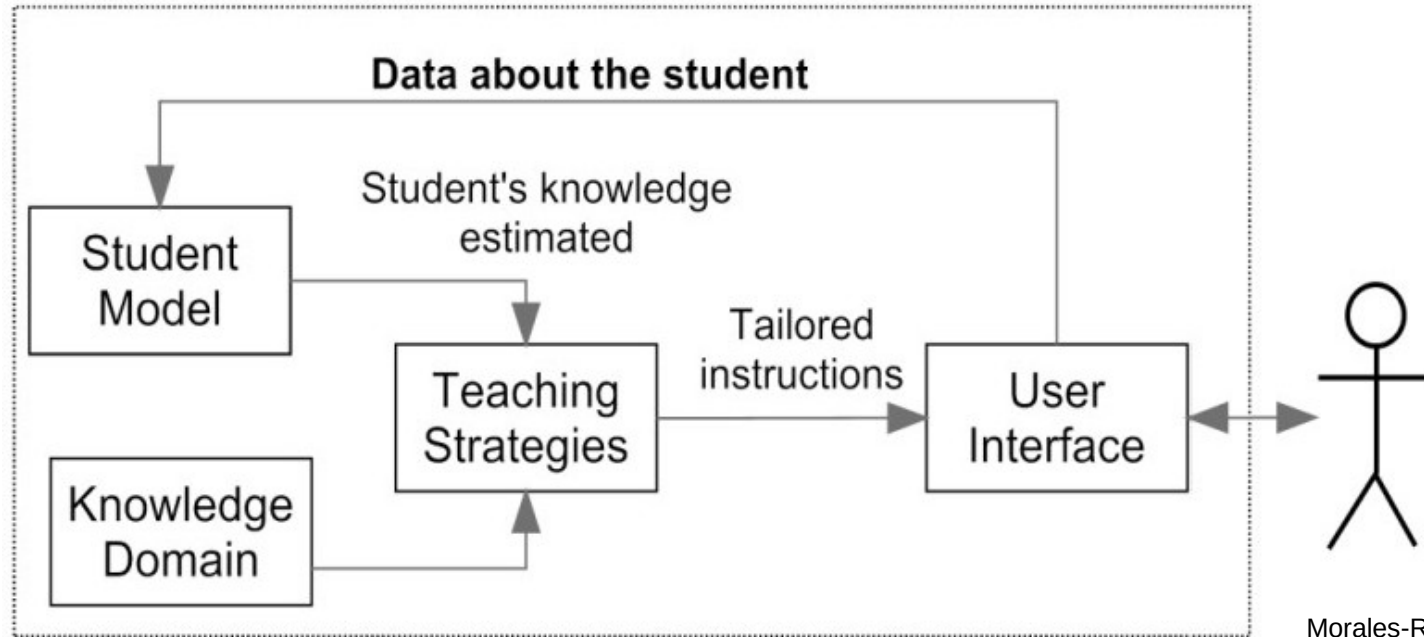 Data about the student
Student's knowledge
estimated
Student
Model
Tailored
instructions
Teaching
Strategies
User
Interface
Knowledge
Domain